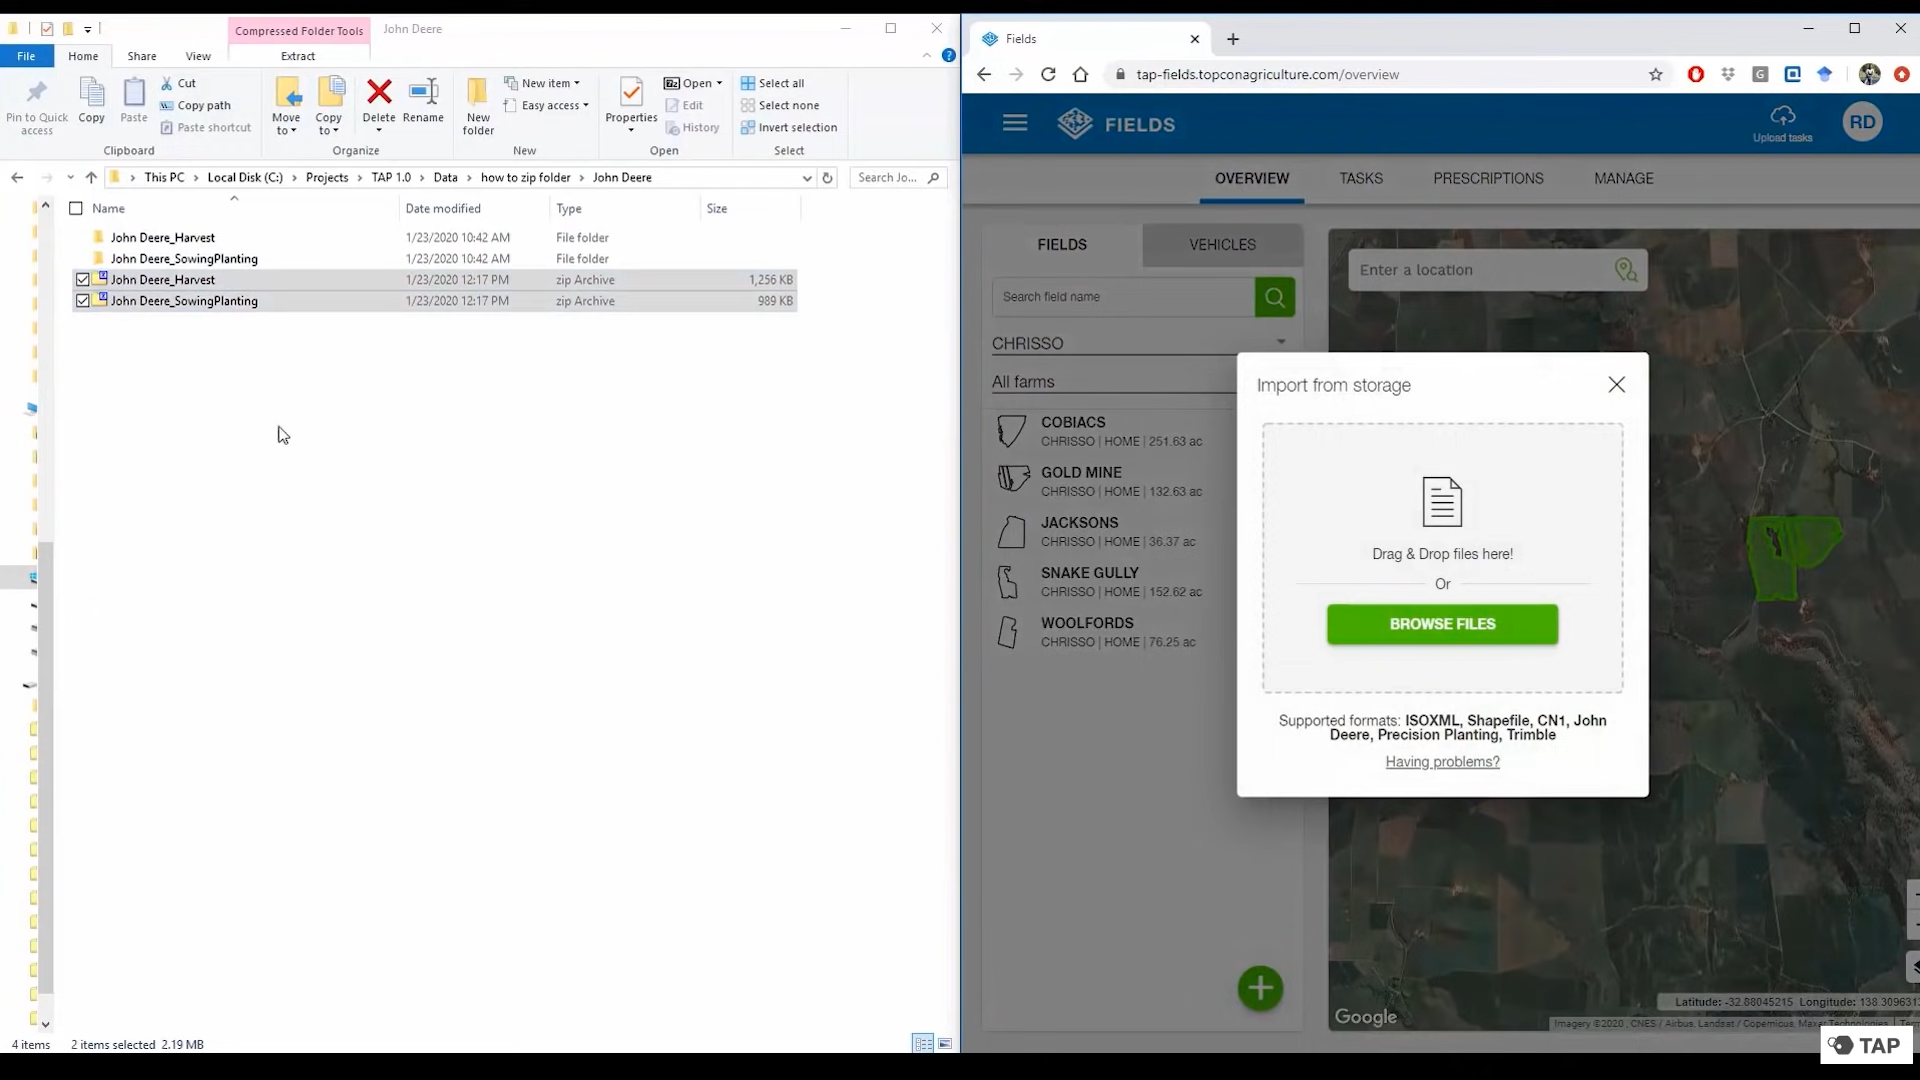 Compressed Folder Tools
John Deere
File
Home
Share
View
Extract
Pin to Quick access
Copy
Paste
Cut
Copy path
Paste shortcut
Clipboard
Move to
Copy to
Delete
Rename
Organize
New folder
New item
Easy access
New
Properties
Open
Edit
History
Open
Select all
Select none
Invert selection
Select
This PC
Local Disk (C:)
Projects
TAP 1.0
Data
how to zip folder
John Deere
Search Jo...
Name
Date modified
Type
Size
John Deere_Harvest 1/23/2020 10:42 AM File folder
John Deere_SowingPlanting 1/23/2020 10:42 AM File folder
John Deere_Harvest 1/23/2020 12:17 PM zip Archive 1,256 KB
John Deere_SowingPlanting 1/23/2020 12:17 PM zip Archive 989 KB
4 items
2 items selected 2.19 MB
Fields
tap-fields.topconagriculture.com/overview
FIELDS
Upload tasks
RD
OVERVIEW
TASKS
PRESCRIPTIONS
MANAGE
FIELDS
VEHICLES
Search field name
CHRISSO
All farms
COBIACS
CHRISSO | HOME | 251.63 ac
GOLD MINE
CHRISSO | HOME | 132.63 ac
JACKSONS
CHRISSO | HOME | 36.37 ac
SNAKE GULLY
CHRISSO | HOME | 152.62 ac
WOOLFORDS
CHRISSO | HOME | 76.25 ac
Enter a location
Import from storage
Drag & Drop files here!
Or
BROWSE FILES
Supported formats: ISOXML, Shapefile, CN1, John
Deere, Precision Planting, Trimble
Having problems?
Latitude: -32.88045215 Longitude: 138.3096313
Google
Imagery ©2020 , CNES / Airbus, Landsat / Copernicus, Maxar Technologies
TAP